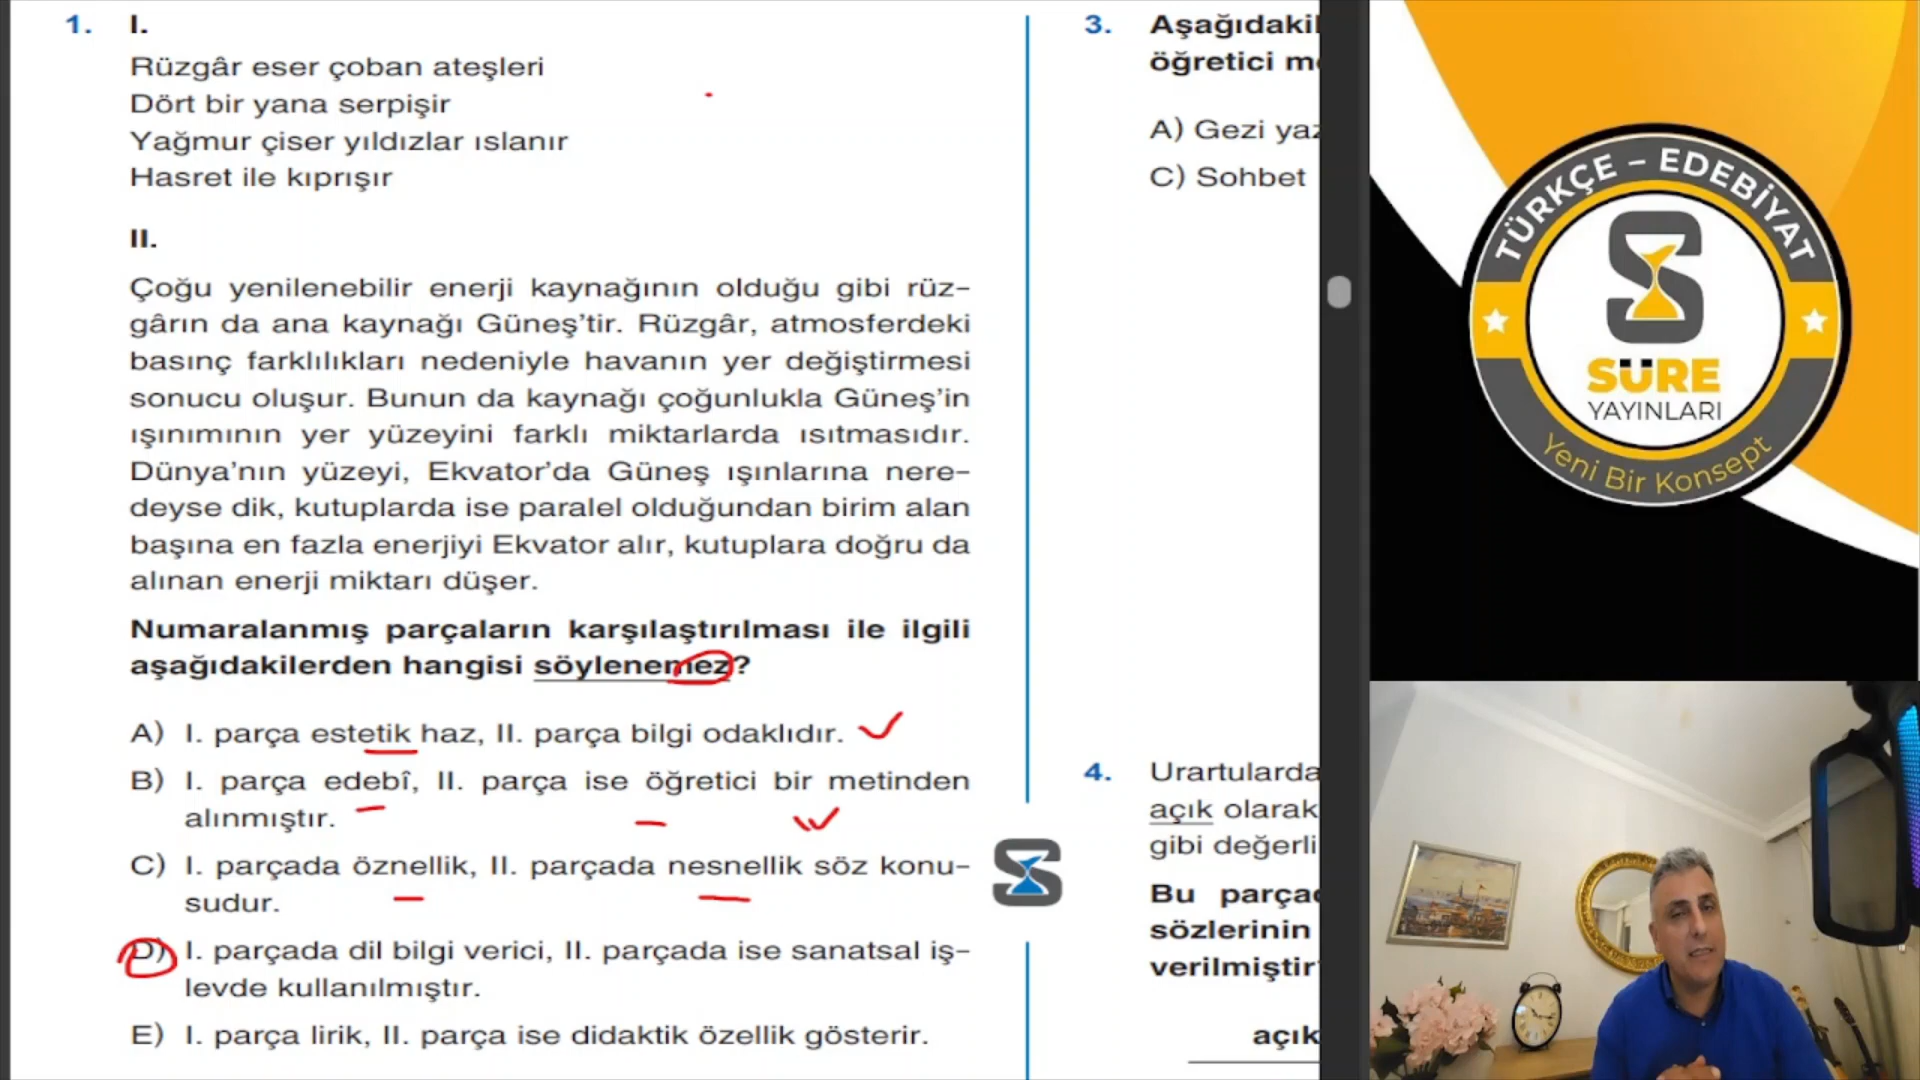 1. I.
Rüzgâr eser çoban ateşleri
Dört bir yana serpişir
Yağmur çiser yıldızlar ıslanır
Hasret ile kıprışır
II.
Çoğu yenilenebilir enerji kaynağının olduğu gibi rüz-
gârın da ana kaynağı Güneş’tir. Rüzgâr, atmosferdeki
basınç farklılıkları nedeniyle havanın yer değiştirmesi
sonucu oluşur. Bunun da kaynağı çoğunlukla Güneş’in
ışınımının yer yüzeyini farklı miktarlarda ısıtmasıdır.
Dünya’nın yüzeyi, Ekvator’da Güneş ışınlarına nere-
deyse dik, kutuplarda ise paralel olduğundan birim alan
başına en fazla enerjiyi Ekvator alır, kutuplara doğru da
alınan enerji miktarı düşer.
Numaralanmış parçaların karşılaştırılması ile ilgili
aşağıdakilerden hangisi söylenemez?
A) I. parça estetik haz, II. parça bilgi odaklıdır.
B) I. parça edebî, II. parça ise öğretici bir metinden
alınmıştır.
C) I. parçada öznellik, II. parçada nesnellik söz konu-
sudur.
D) I. parçada dil bilgi verici, II. parçada ise sanatsal iş-
levde kullanılmıştır.
E) I. parça lirik, II. parça ise didaktik özellik gösterir.
3. Aşağıdakil
öğretici m
A) Gezi yaz
C) Sohbet
4. Urartularda
açık olarak
gibi değerli
Bu parçad
sözlerinin
verilmiştir
açık
TÜRKÇE – EDEBİYAT
SÜRE
YAYINLARI
Yeni Bir Konsept